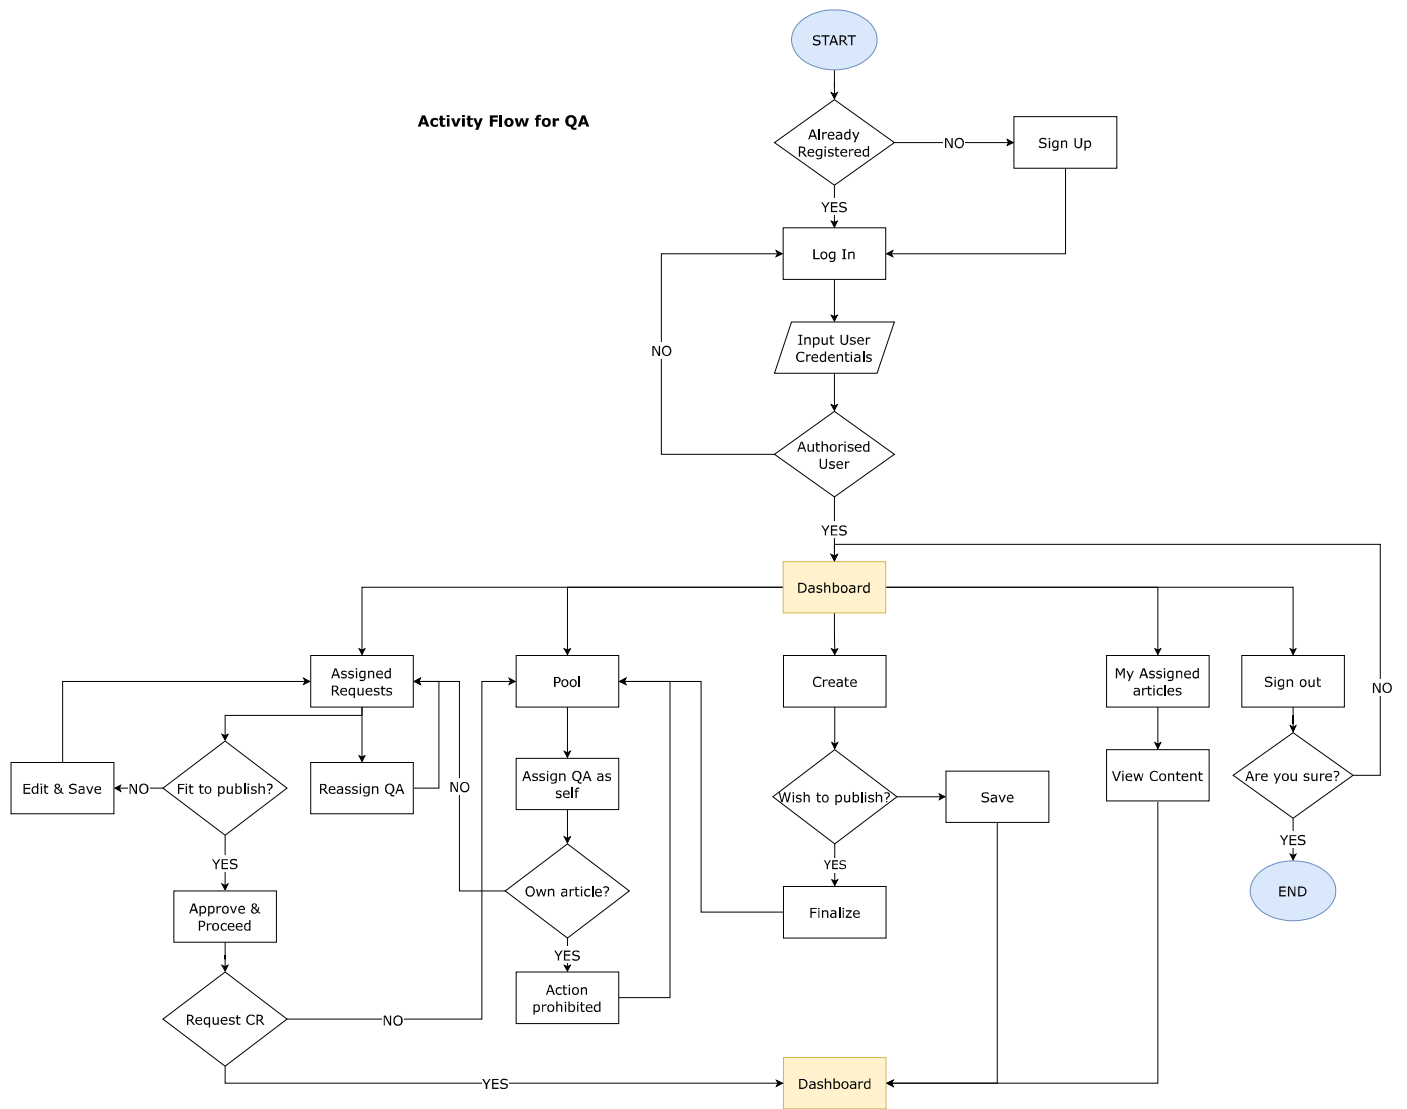 START
Activity Flow for QA
Already
Registered
NO
Sign Up
YES
Log In
Input User
Credentials
NO
Authorised
User
YES
Dashboard
Assigned
Requests
Pool
Create
My Assigned
articles
Sign out
NO
Edit & Save
NO
Fit to publish?
Reassign QA
NO
Assign QA as
self
Wish to publish?
Save
View Content
Are you sure?
YES
YES
YES
Approve &
Proceed
Own article?
Finalize
END
YES
Action
prohibited
Request CR
NO
YES
Dashboard